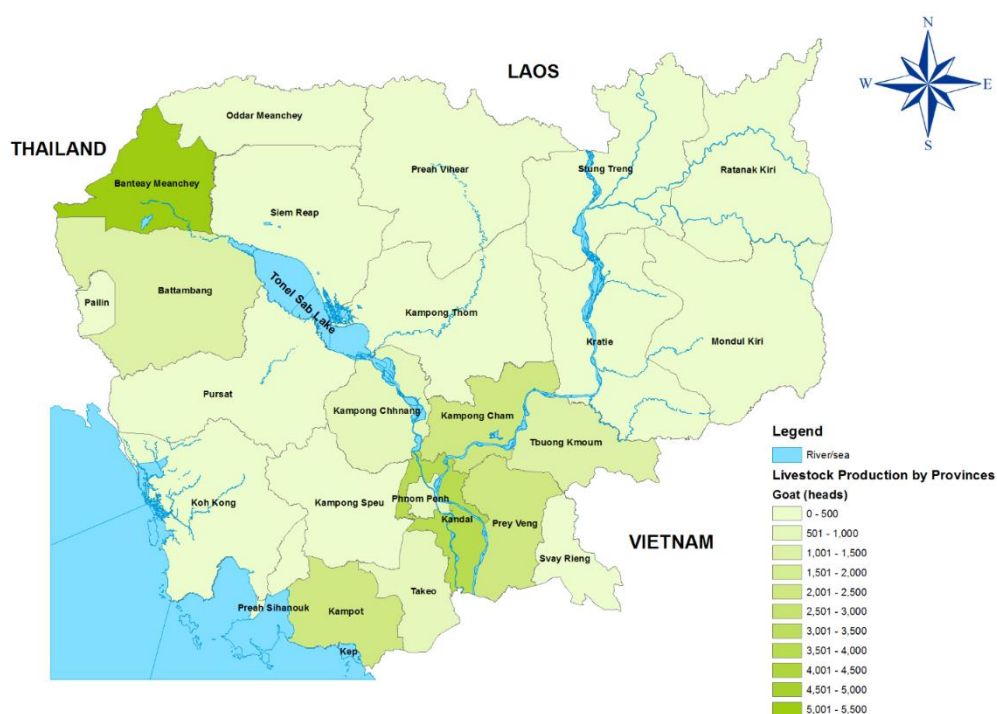 N
W
E
S
LAOS
THAILAND
Oddar Meanchey
Banteay Meanchey
Preah Vihear
Stung Treng
Ratanak Kiri
Siem Reap
Battambang
Pailin
Tonel Sab Lake
Kampong Thom
Kratie
Mondul Kiri
Pursat
Kampong Chhnang
Kampong Cham
Tbuong Kmoum
Koh Kong
Kampong Speu
Phnom Penh
Kandal
Prey Veng
Svay Rieng
VIETNAM
Takeo
Preah Sihanouk
Kampot
Kep
Legend
River/sea
Livestock Production by Provinces
Goat (heads)
0 - 500
501 - 1,000
1,001 - 1,500
1,501 - 2,000
2,001 - 2,500
2,501 - 3,000
3,001 - 3,500
3,501 - 4,000
4,001 - 4,500
4,501 - 5,000
5,001 - 5,500